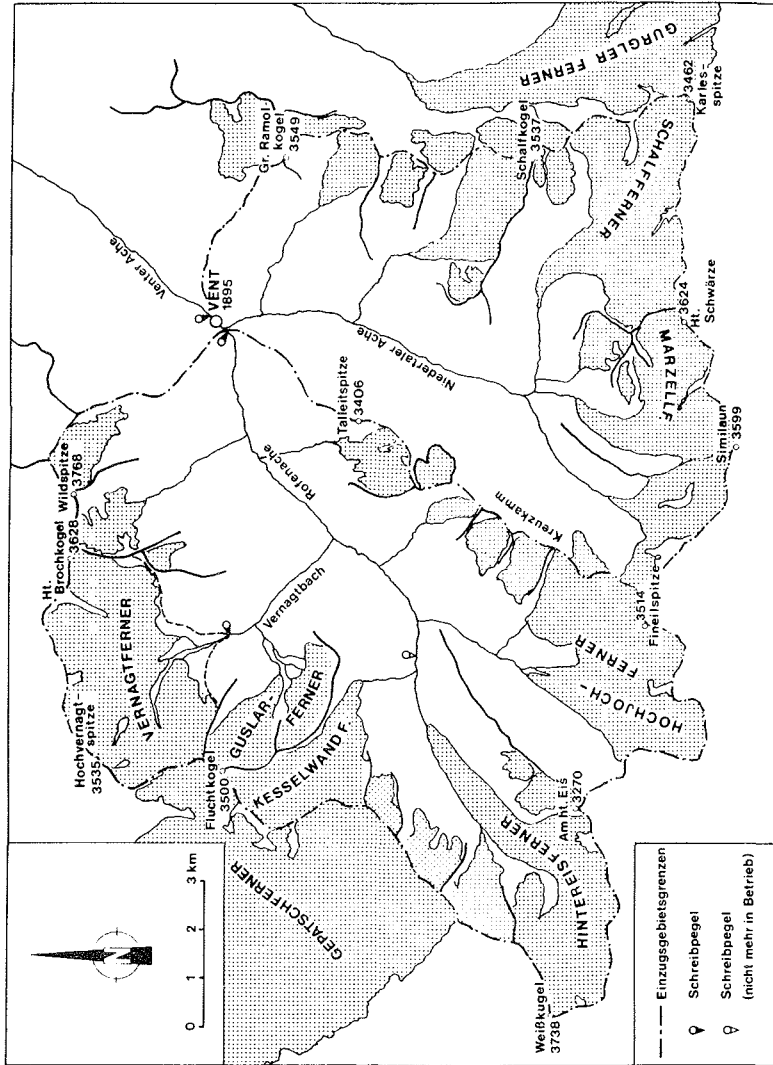 Ht.
Brochkogel
3628
Wildspitze
3768
Hochvernagt-
spitze
3535
VERNAGTFERNER
Venter Ache
VENT
1895
Gr. Ramol
kogel
3549
Fluchtkogel
3500
GUSLAR-
FERNER
KESSELWANDF.
GEPATSCHFERNER
Vernagtbach
Rofenache
Talleitspitze
3406
Niedertaler Ache
Kreuzkamm
Schalfkogel
3537
GURGLER FERNER
SCHALFFERNER
3462
Karles-
spitze
3624
Ht.
Schwärze
MARZELLF
Similaun
3599
3514
Fineilspitze
HOCHJOCH-
FERNER
Am ht. Eis
3270
HINTEREISFERNER
Weißkugel
3738
N
0 1 2 3 km
Einzugsgebietsgrenzen
Schreibpegel
Schreibpegel
(nicht mehr in Betrieb)